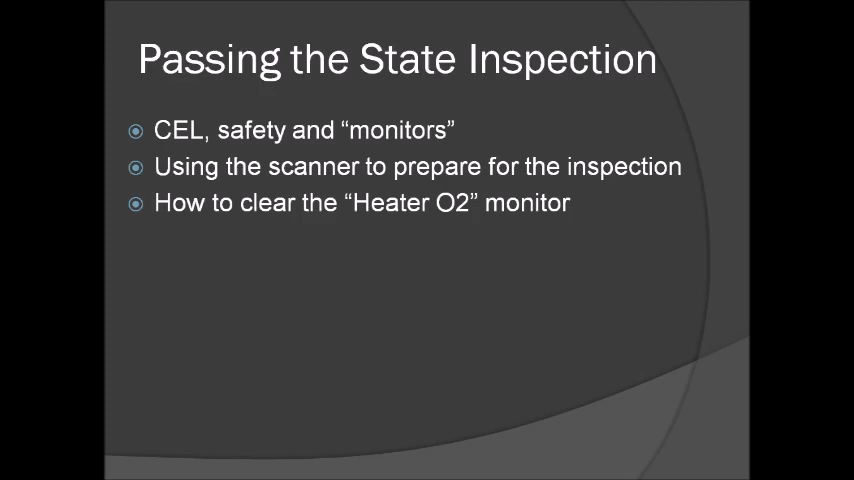 Passing the State Inspection
CEL, safety and “monitors”
Using the scanner to prepare for the inspection
How to clear the “Heater O2” monitor